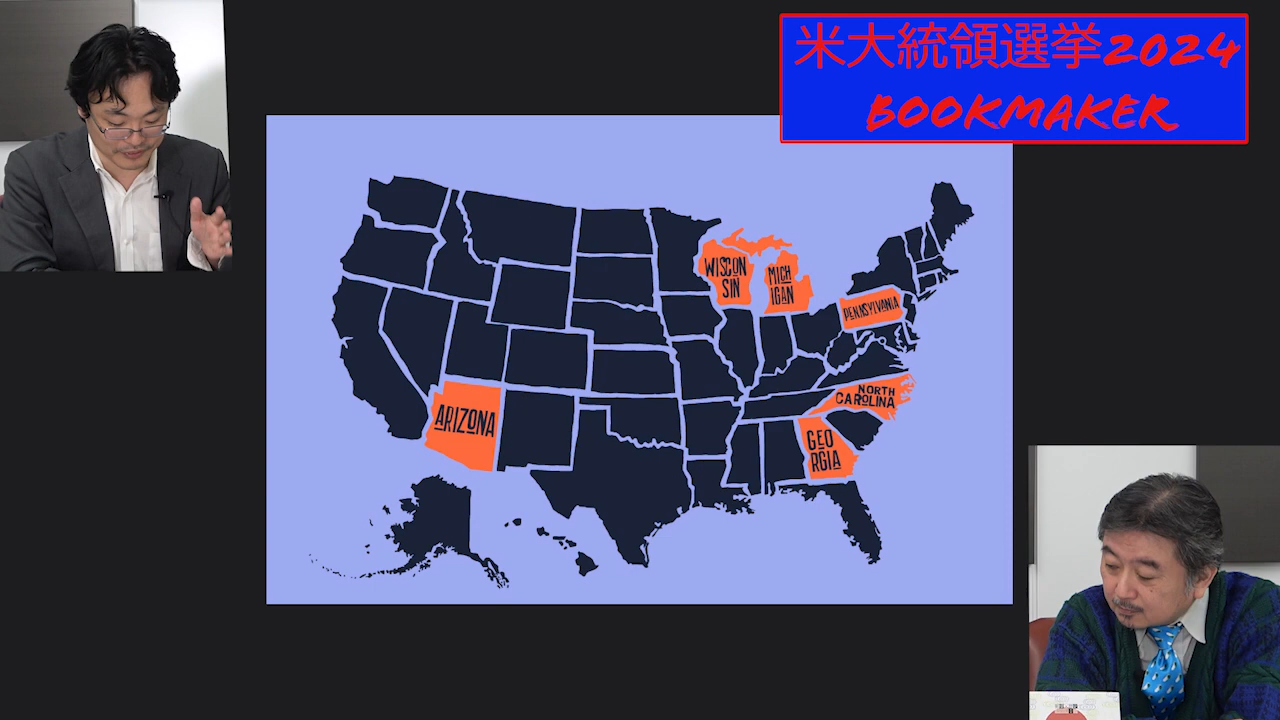 米大統領選挙2024
BOOKMAKER
WISCON
SIN
MICH
IGAN
PENNSYLVANIA
NORTH
CAROLINA
ARIZONA
GEO
RGIA